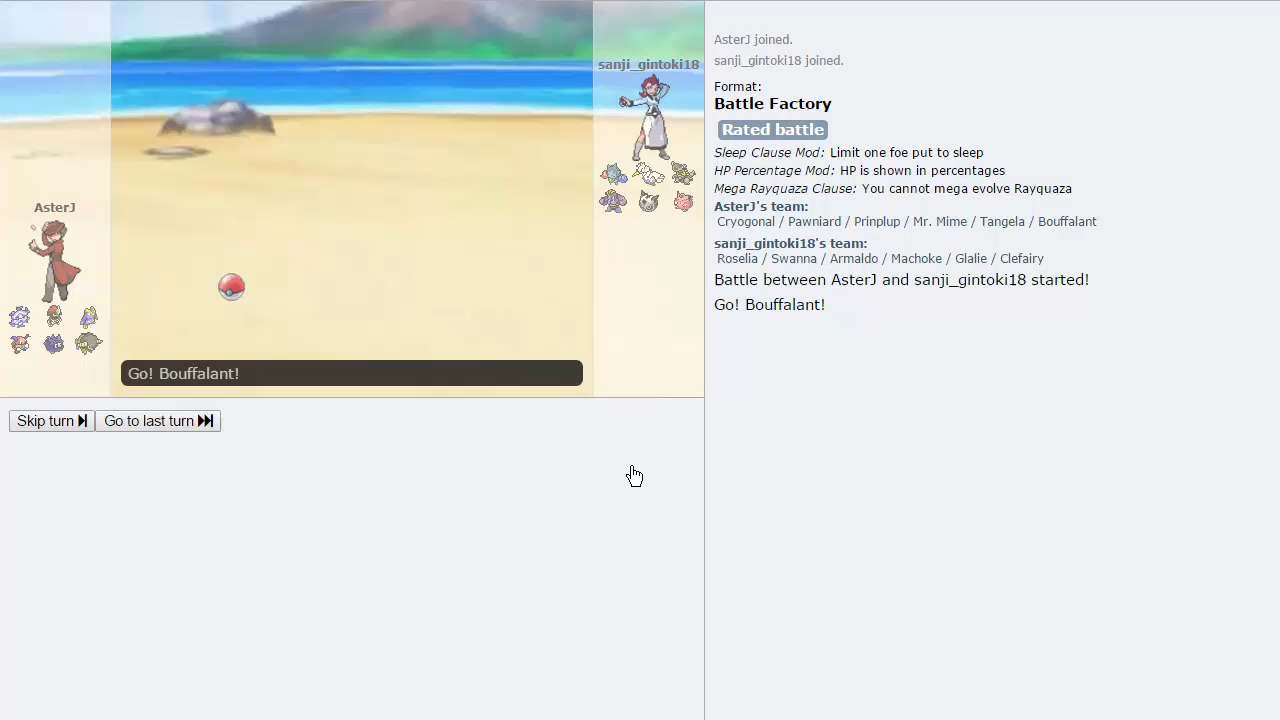 sanji_gintoki18
AsterJ
Go! Bouffalant!
Skip turn
Go to last turn
AsterJ joined.
sanji_gintoki18 joined.
Format:
Battle Factory
Rated battle
Sleep Clause Mod: Limit one foe put to sleep
HP Percentage Mod: HP is shown in percentages
Mega Rayquaza Clause: You cannot mega evolve Rayquaza
AsterJ's team:
Cryogonal / Pawniard / Prinplup / Mr. Mime / Tangela / Bouffalant
sanji_gintoki18's team:
Roselia / Swanna / Armaldo / Machoke / Glalie / Clefairy
Battle between AsterJ and sanji_gintoki18 started!
Go! Bouffalant!